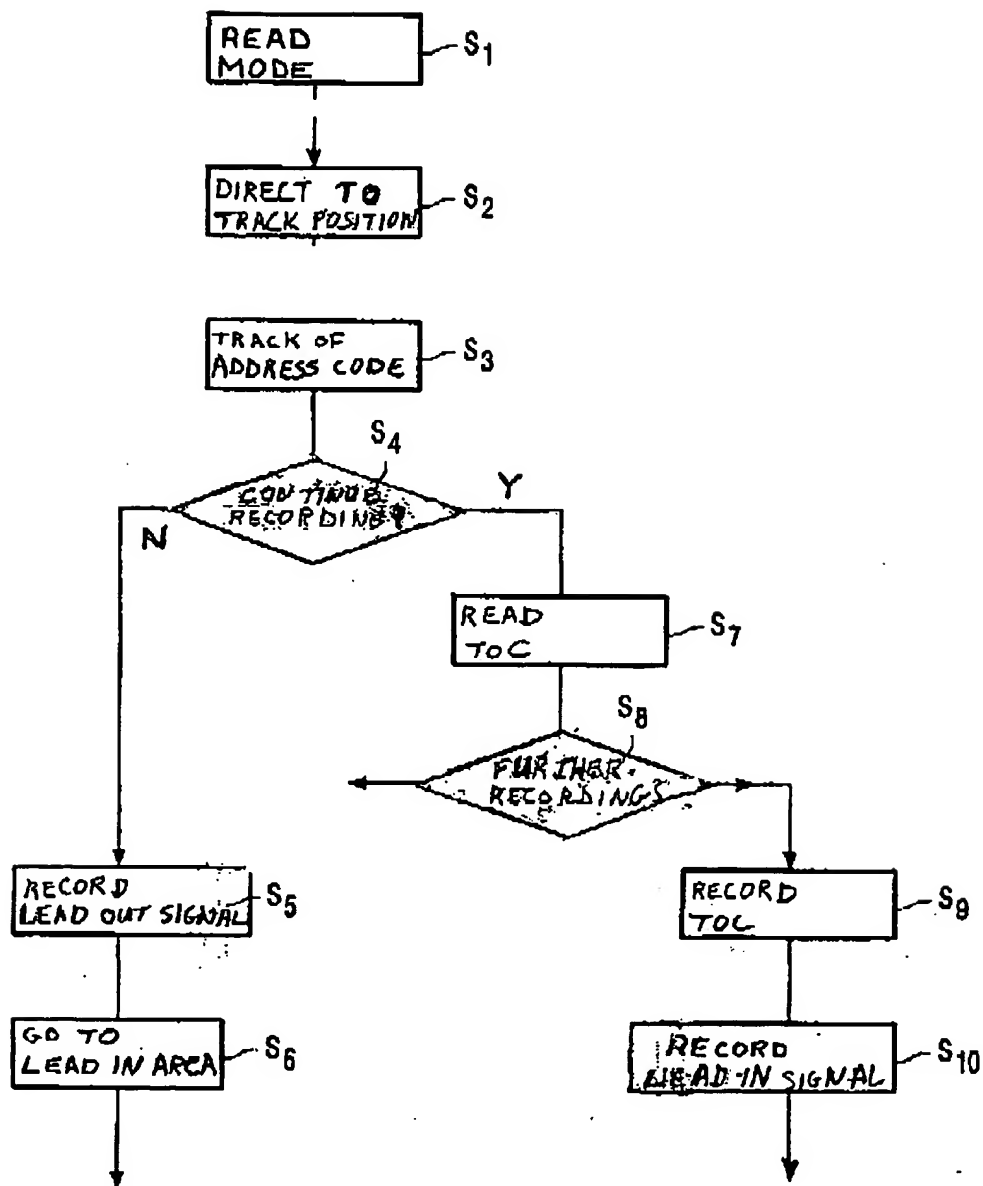 READ
MODE
S1
DIRECT TO
TRACK POSITION
S2
TRACK OF
ADDRESS CODE
S3
S4
CONTINUE
RECORDING?
N
Y
READ
TOC
S7
S8
FURTHER
RECORDINGS
RECORD
LEAD OUT SIGNAL
S5
RECORD
TOC
S9
GO TO
LEAD IN AREA
S6
RECORD
SIGNAL
S10